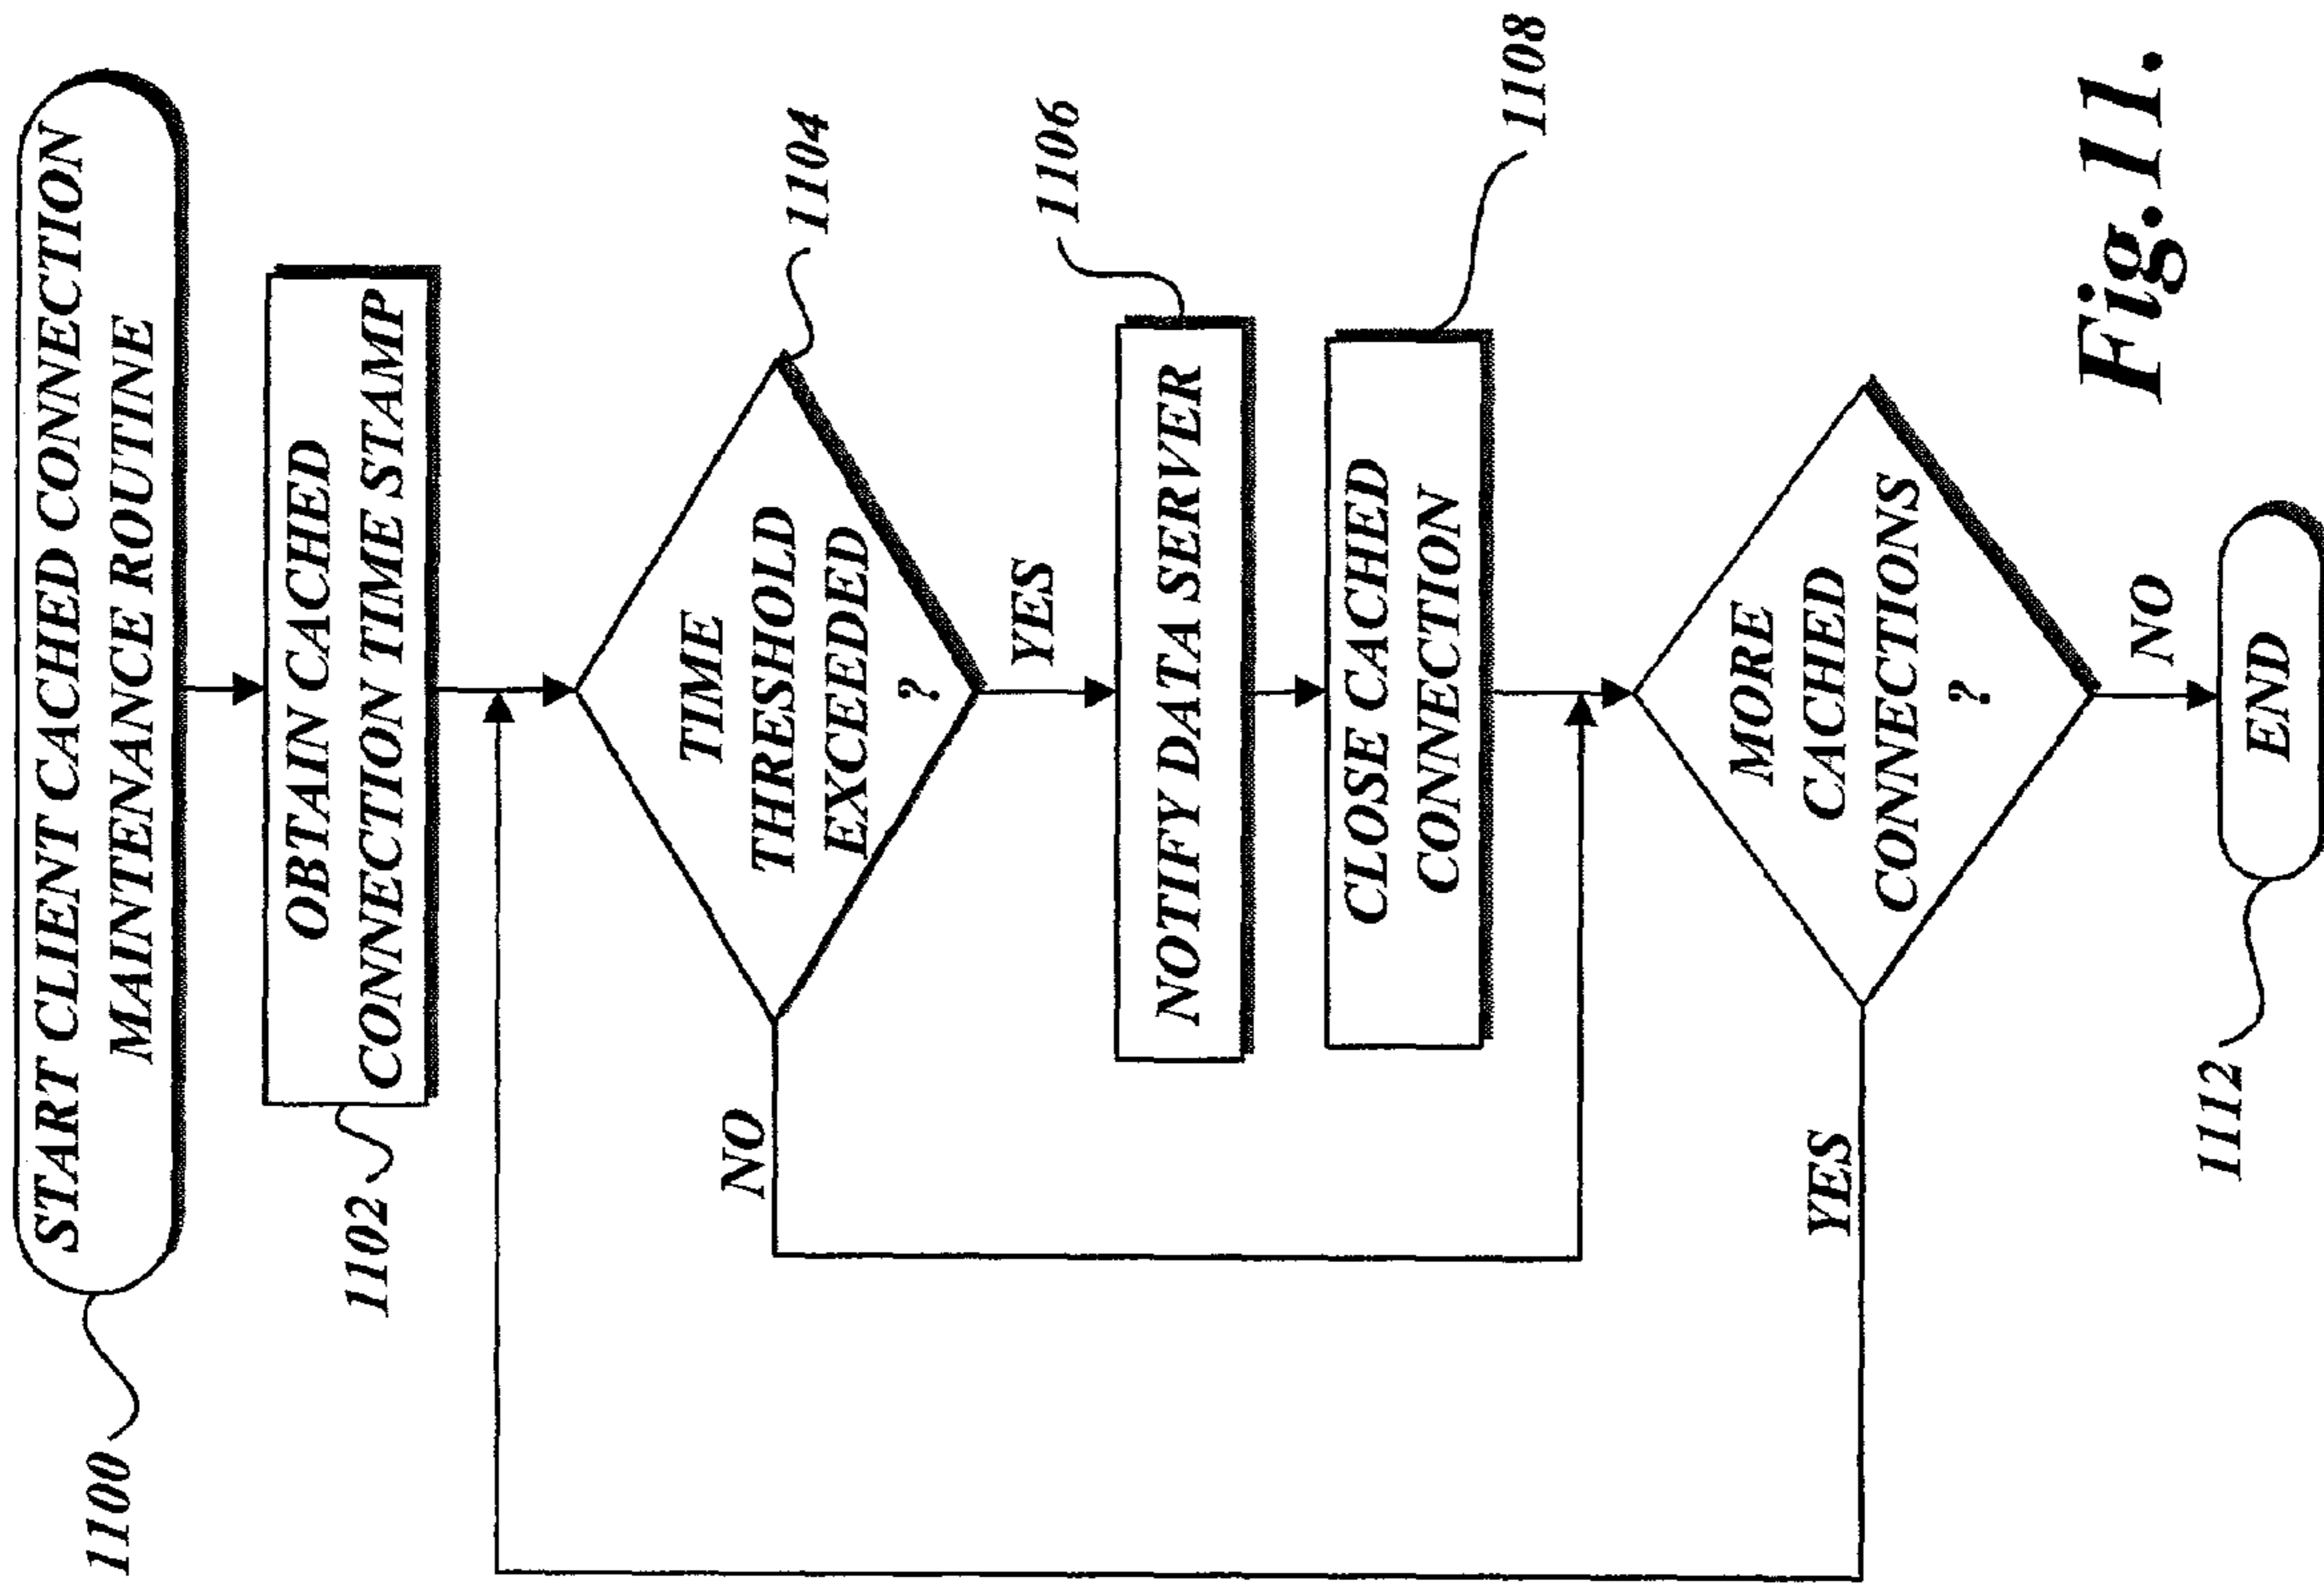 START CLIENT CACHED CONNECTION
MAINTENANCE ROUTINE
1100
OBTAIN CACHED
CONNECTION TIME STAMP
1102
TIME
THRESHOLD
EXCEEDED
?
1104
NO
YES
NOTIFY DATA SERVER
1106
CLOSE CACHED
CONNECTION
1108
MORE
CACHED
CONNECTIONS
?
YES
NO
END
1112
Fig.11.